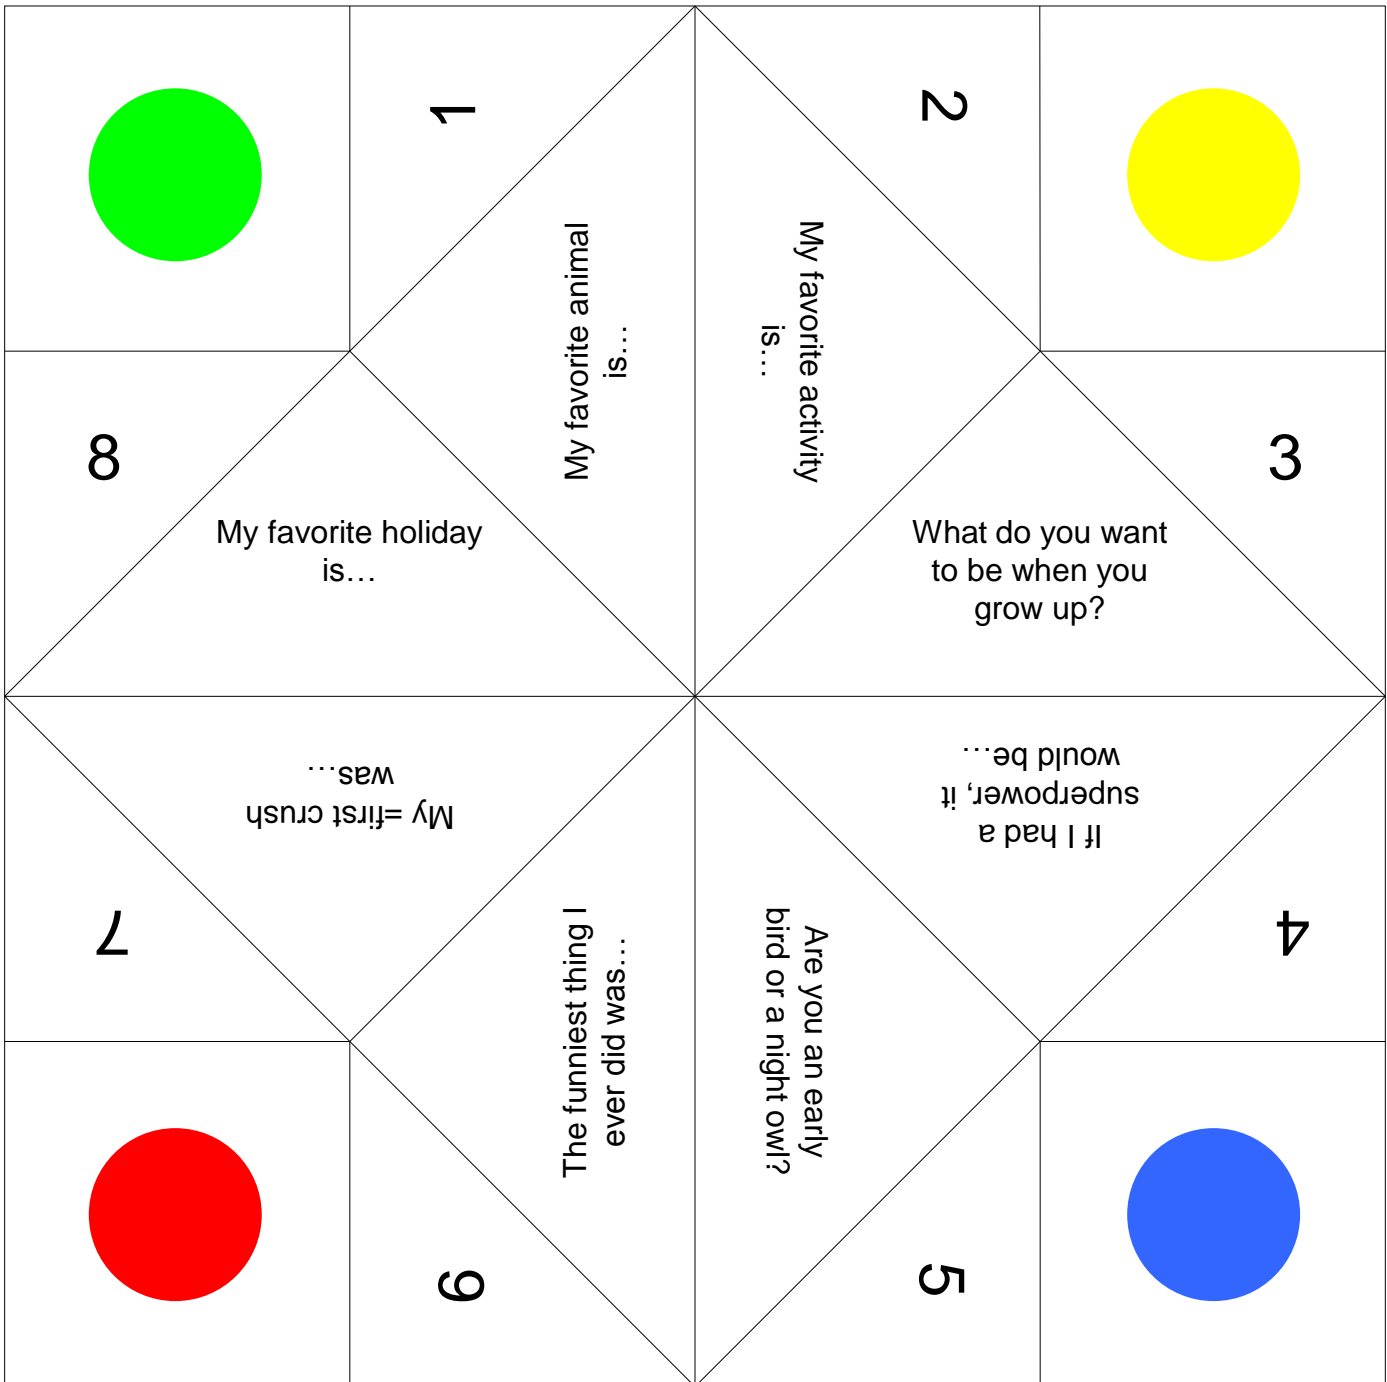 1
2
My favorite animal
is…
My favorite activity
is…
8
3
My favorite holiday
is…
What do you want
to be when you
grow up?
My =first crush
was…
If I had a
superpower, it
would be…
7
4
The funniest thing I
ever did was…
Are you an early
bird or a night owl?
6
5